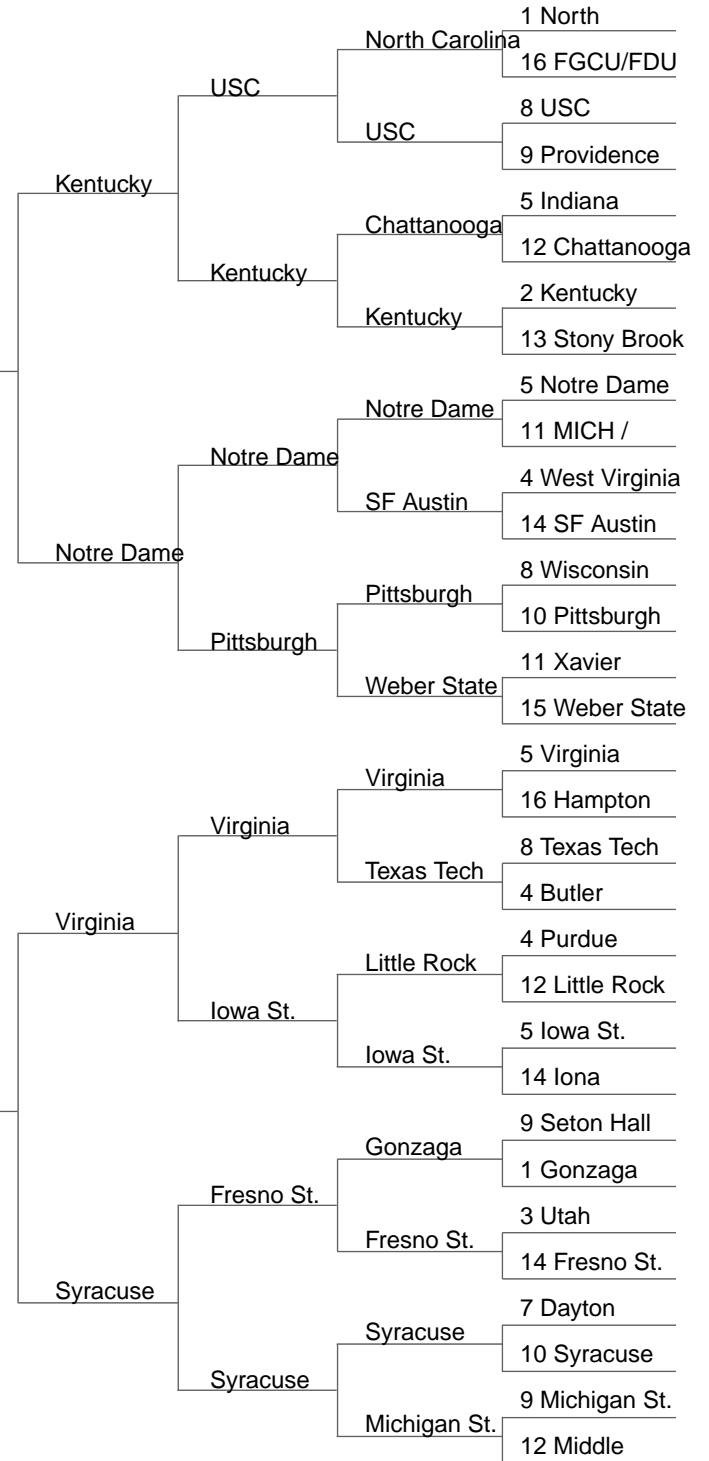 1 North
North Carolina
16 FGCU/FDU
USC
8 USC
USC
9 Providence
Kentucky
5 Indiana
Chattanooga
12 Chattanooga
Kentucky
2 Kentucky
Kentucky
13 Stony Brook
5 Notre Dame
Notre Dame
11 MICH /
Notre Dame
4 West Virginia
SF Austin
14 SF Austin
Notre Dame
8 Wisconsin
Pittsburgh
10 Pittsburgh
Pittsburgh
11 Xavier
Weber State
15 Weber State
5 Virginia
Virginia
16 Hampton
Virginia
8 Texas Tech
Texas Tech
4 Butler
Virginia
4 Purdue
Little Rock
12 Little Rock
Iowa St.
5 Iowa St.
Iowa St.
14 Iona
9 Seton Hall
Gonzaga
1 Gonzaga
Fresno St.
3 Utah
Fresno St.
14 Fresno St.
Syracuse
7 Dayton
Syracuse
10 Syracuse
Syracuse
9 Michigan St.
Michigan St.
12 Middle